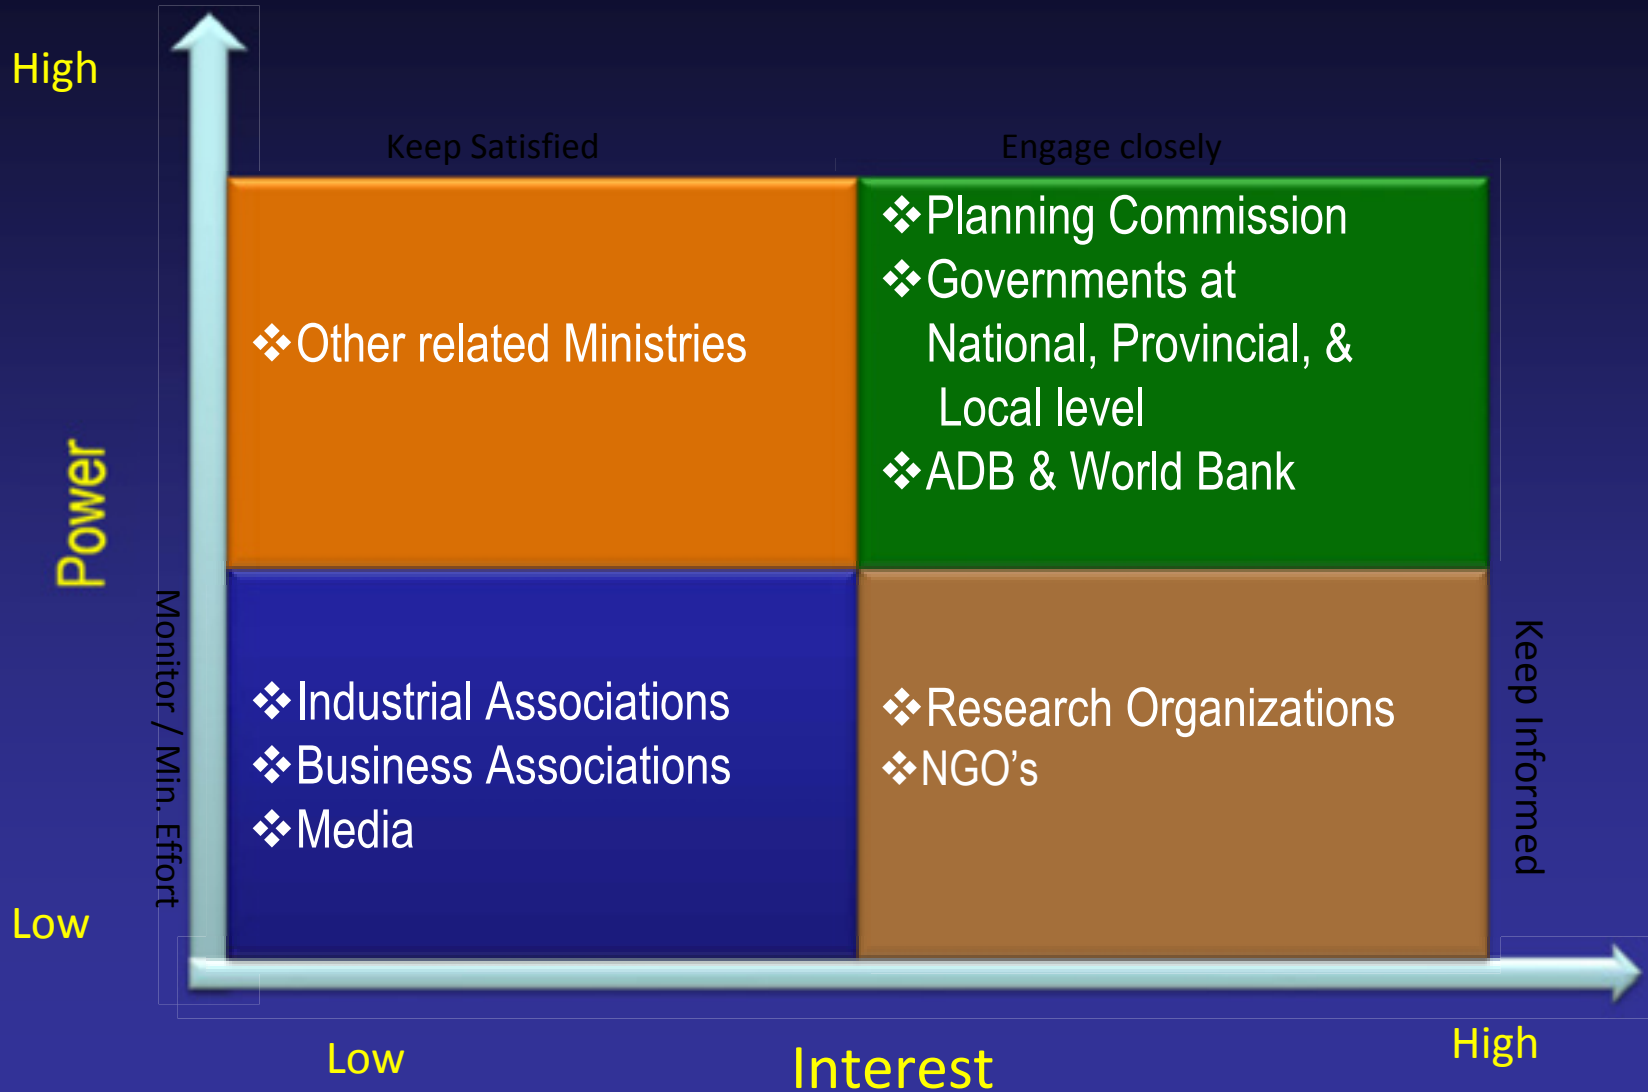 High
Keep Satisfied
Engage closely
❖Other related Ministries
❖Planning Commission
❖Governments at
National, Provincial, &
Local level
❖ADB & World Bank
Power
Monitor / Min. Effort
❖Industrial Associations
❖Business Associations
❖Media
❖Research Organizations
❖NGO’s
Keep Informed
Low
Low
Interest
High